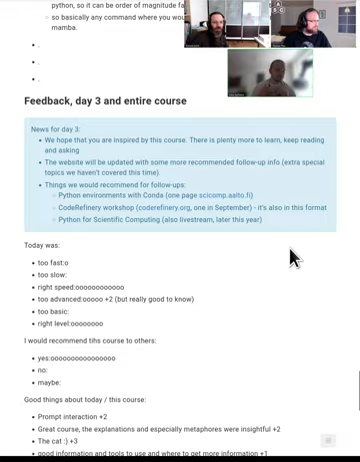 python, so it can be order of magnitude fa
so basically any command where you wou
mamba.
.
.
.
Feedback, day 3 and entire course
News for day 3:
We hope that you are inspired by this course. There is plenty more to learn, keep reading
and asking
The website will be updated with some more recommended follow-up info (extra special
topics we haven't covered this time).
Things we would recommend for follow-ups:
Python environments with Conda (one page scicomp.aalto.fi)
CodeRefinery workshop (coderefinery.org, one in September) - it's also in this format
Python for Scientific Computing (also livestream, later this year)
Today was:
too fast:o
too slow:
right speed:oooooooooooo
too advanced:ooooo +2 (but really good to know)
too basic:
right level:oooooooo
I would recommend tihs course to others:
yes:oooooooooooooooo
no:
maybe:
Good things about today / this course:
Prompt interaction +2
Great course, the explanations and especially metaphores were insightful +2
The cat :) +3
good information and tools to use and where to get more information +1